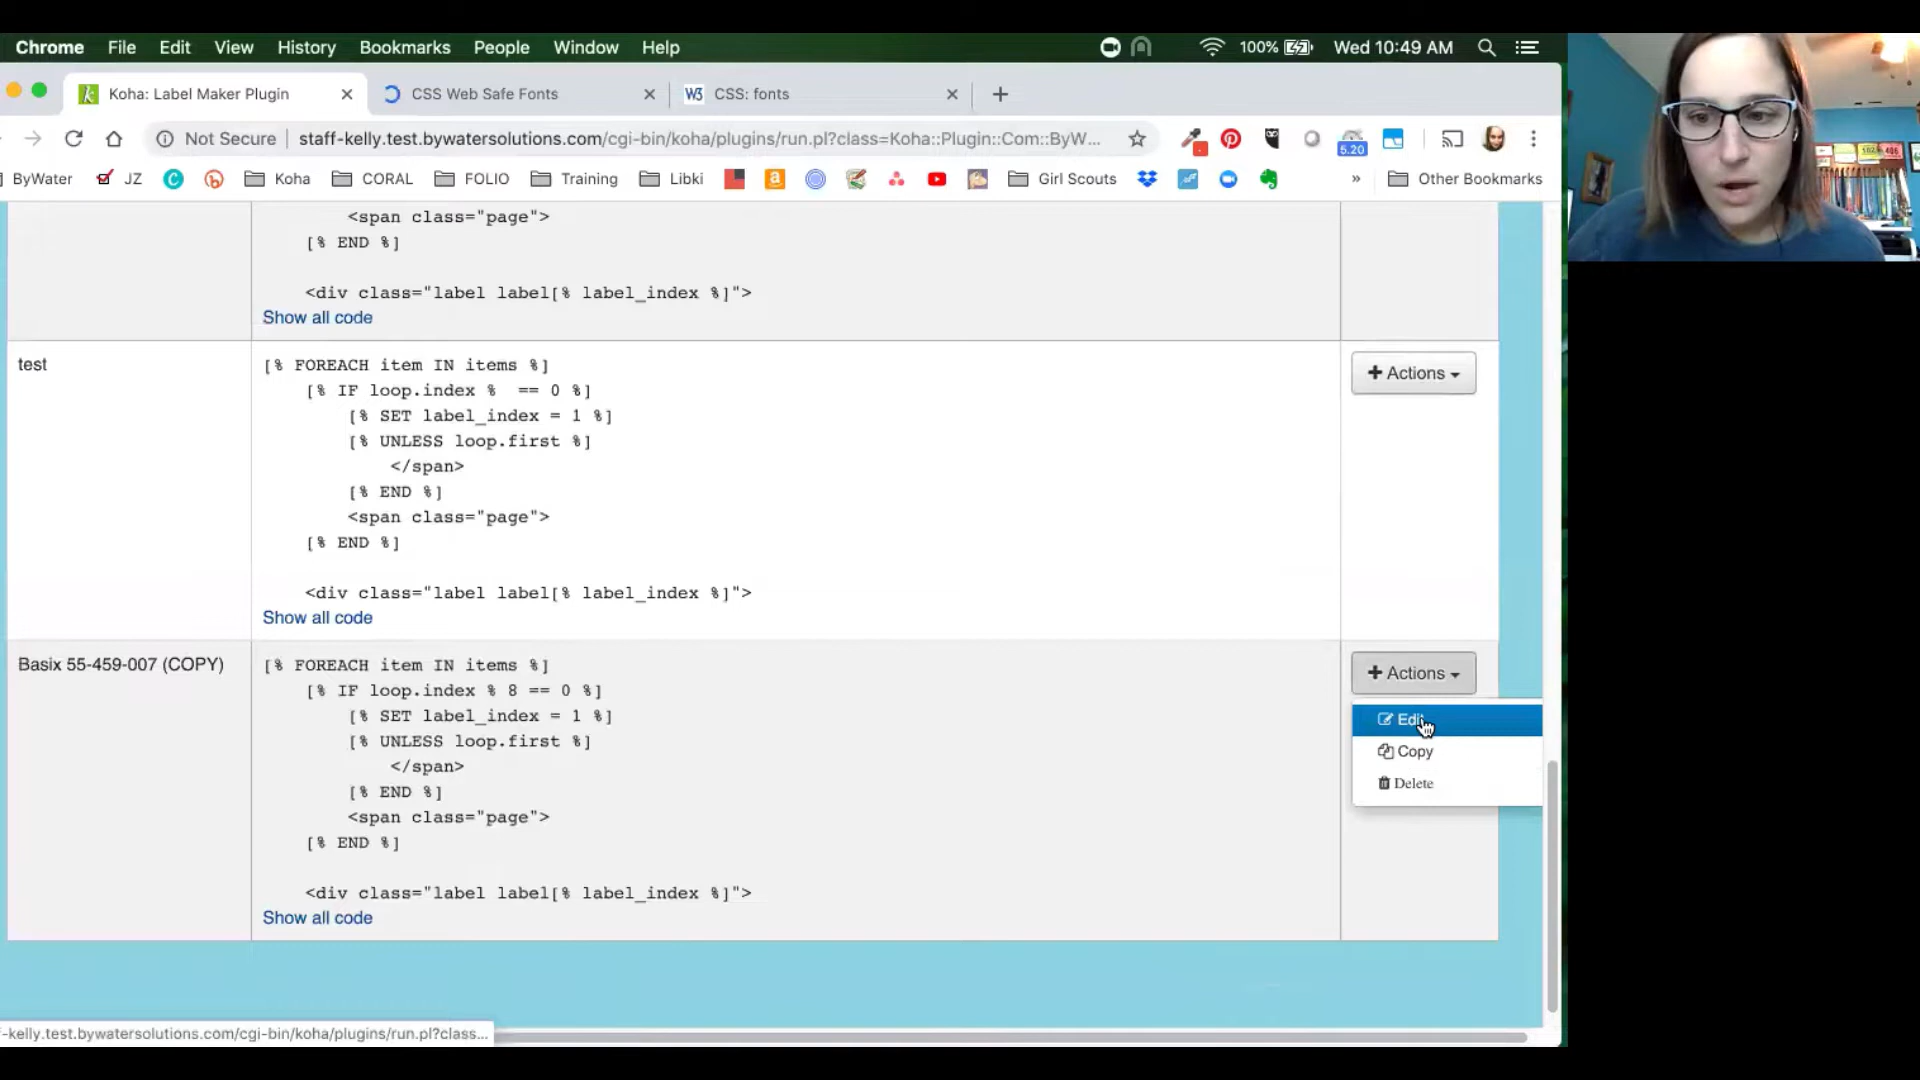 Chrome File Edit View History Bookmarks People Window Help 100% Wed 10:49 AM
Koha: Label Maker Plugin CSS Web Safe Fonts W3 CSS: fonts
Not Secure staff-kelly.test.bywatersolutions.com/cgi-bin/koha/plugins/run.pl?class=Koha::Plugin::Com::ByW... 5.20
ByWater JZ Koha CORAL FOLIO Training Libki Girl Scouts » Other Bookmarks
<span class="page">
[% END %]
<div class="label label[% label_index %]">
Show all code
test
[% FOREACH item IN items %]
[% IF loop.index %  == 0 %]
[% SET label_index = 1 %]
[% UNLESS loop.first %]
</span>
[% END %]
<span class="page">
[% END %]
<div class="label label[% label_index %]">
Show all code
+ Actions
Basix 55-459-007 (COPY)
[% FOREACH item IN items %]
[% IF loop.index % 8 == 0 %]
[% SET label_index = 1 %]
[% UNLESS loop.first %]
</span>
[% END %]
<span class="page">
[% END %]
<div class="label label[% label_index %]">
Show all code
+ Actions
Edit
Copy
Delete
-kelly.test.bywatersolutions.com/cgi-bin/koha/plugins/run.pl?class...